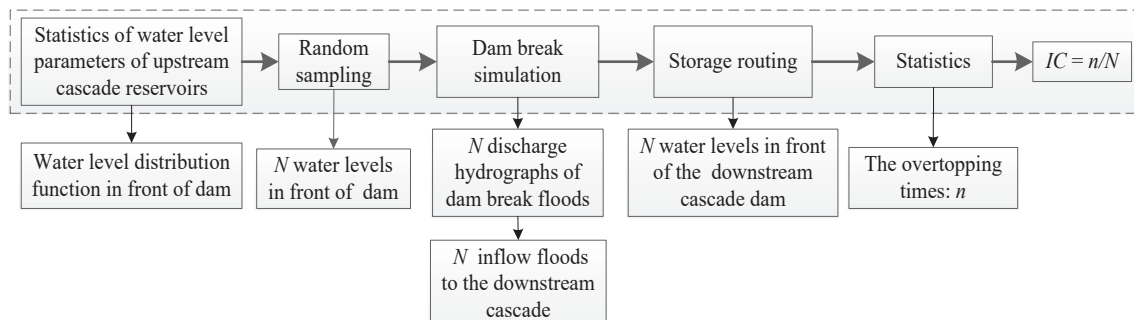 Statistics of water level
parameters of upstream
cascade reservoirs
Random
sampling
Dam break
simulation
Storage routing
Statistics
IC = n/N
Water level distribution
function in front of dam
N water levels
in front of dam
N discharge
hydrographs of
dam break floods
N water levels in front
of the downstream
cascade dam
The overtopping
times: n
N inflow floods
to the downstream
cascade